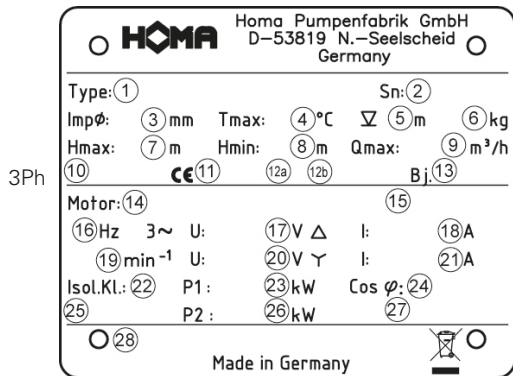 HOMA
Homa Pumpenfabrik GmbH
D-53819 N.-Seelscheid
Germany
Type: 1 Sn: 2
Impø: 3 mm Tmax: 4 °C 5 m 6 kg
Hmax: 7 m Hmin: 8 m Qmax: 9 m³/h
3Ph
10 CE 11 12a 12b Bj. 13
Motor: 14 15
16 Hz 3~ U: 17 V △ I: 18 A
19 min⁻¹ U: 20 V Y I: 21 A
Isol.Kl.: 22 P1: 23 kW Cos φ: 24
25 P2: 26 kW 27
28
Made in Germany